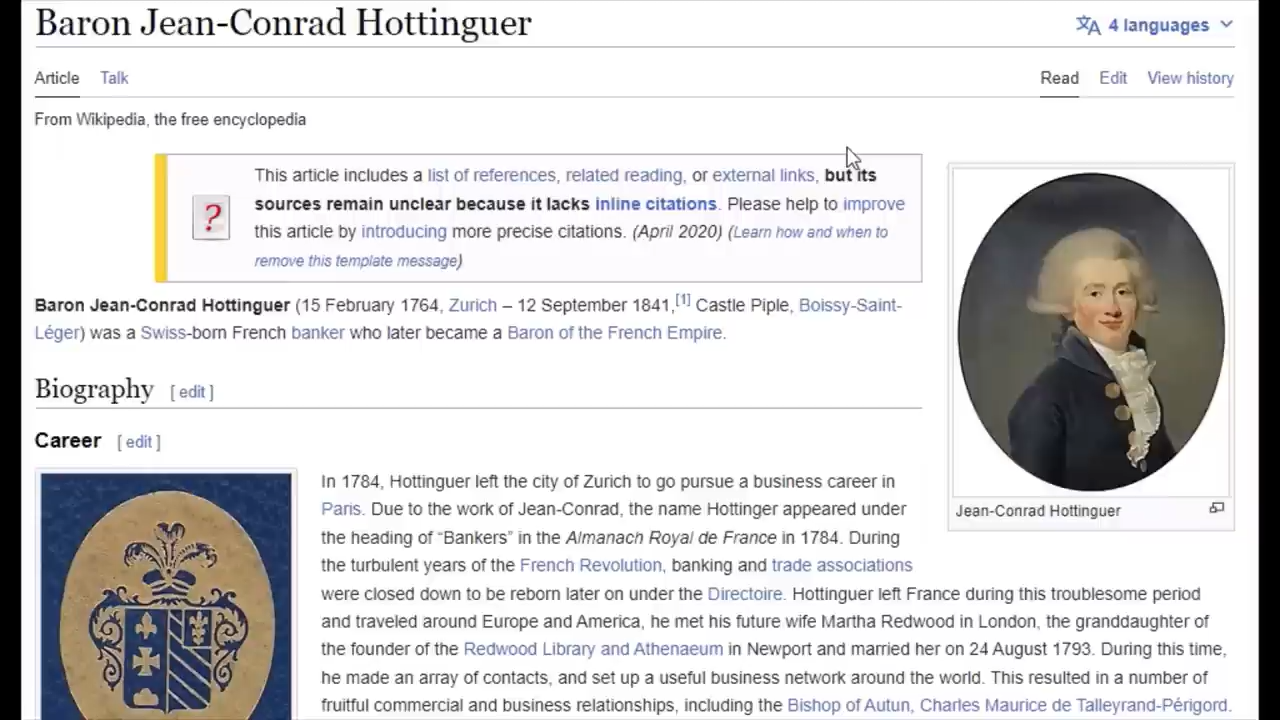 Baron Jean-Conrad Hottinguer
4 languages
Article Talk
Read Edit View history
From Wikipedia, the free encyclopedia
This article includes a list of references, related reading, or external links, but its
sources remain unclear because it lacks inline citations. Please help to improve
this article by introducing more precise citations. (April 2020) (Learn how and when to
remove this template message)
Baron Jean-Conrad Hottinguer (15 February 1764, Zurich – 12 September 1841,[1] Castle Piple, Boissy-Saint-
Léger) was a Swiss-born French banker who later became a Baron of the French Empire.
Biography [ edit ]
Career [ edit ]
Jean-Conrad Hottinguer
In 1784, Hottinguer left the city of Zurich to go pursue a business career in
Paris. Due to the work of Jean-Conrad, the name Hottinger appeared under
the heading of “Bankers” in the Almanach Royal de France in 1784. During
the turbulent years of the French Revolution, banking and trade associations
were closed down to be reborn later on under the Directoire. Hottinguer left France during this troublesome period
and traveled around Europe and America, he met his future wife Martha Redwood in London, the granddaughter of
the founder of the Redwood Library and Athenaeum in Newport and married her on 24 August 1793. During this time,
he made an array of contacts, and set up a useful business network around the world. This resulted in a number of
fruitful commercial and business relationships, including the Bishop of Autun, Charles Maurice de Talleyrand-Périgord.